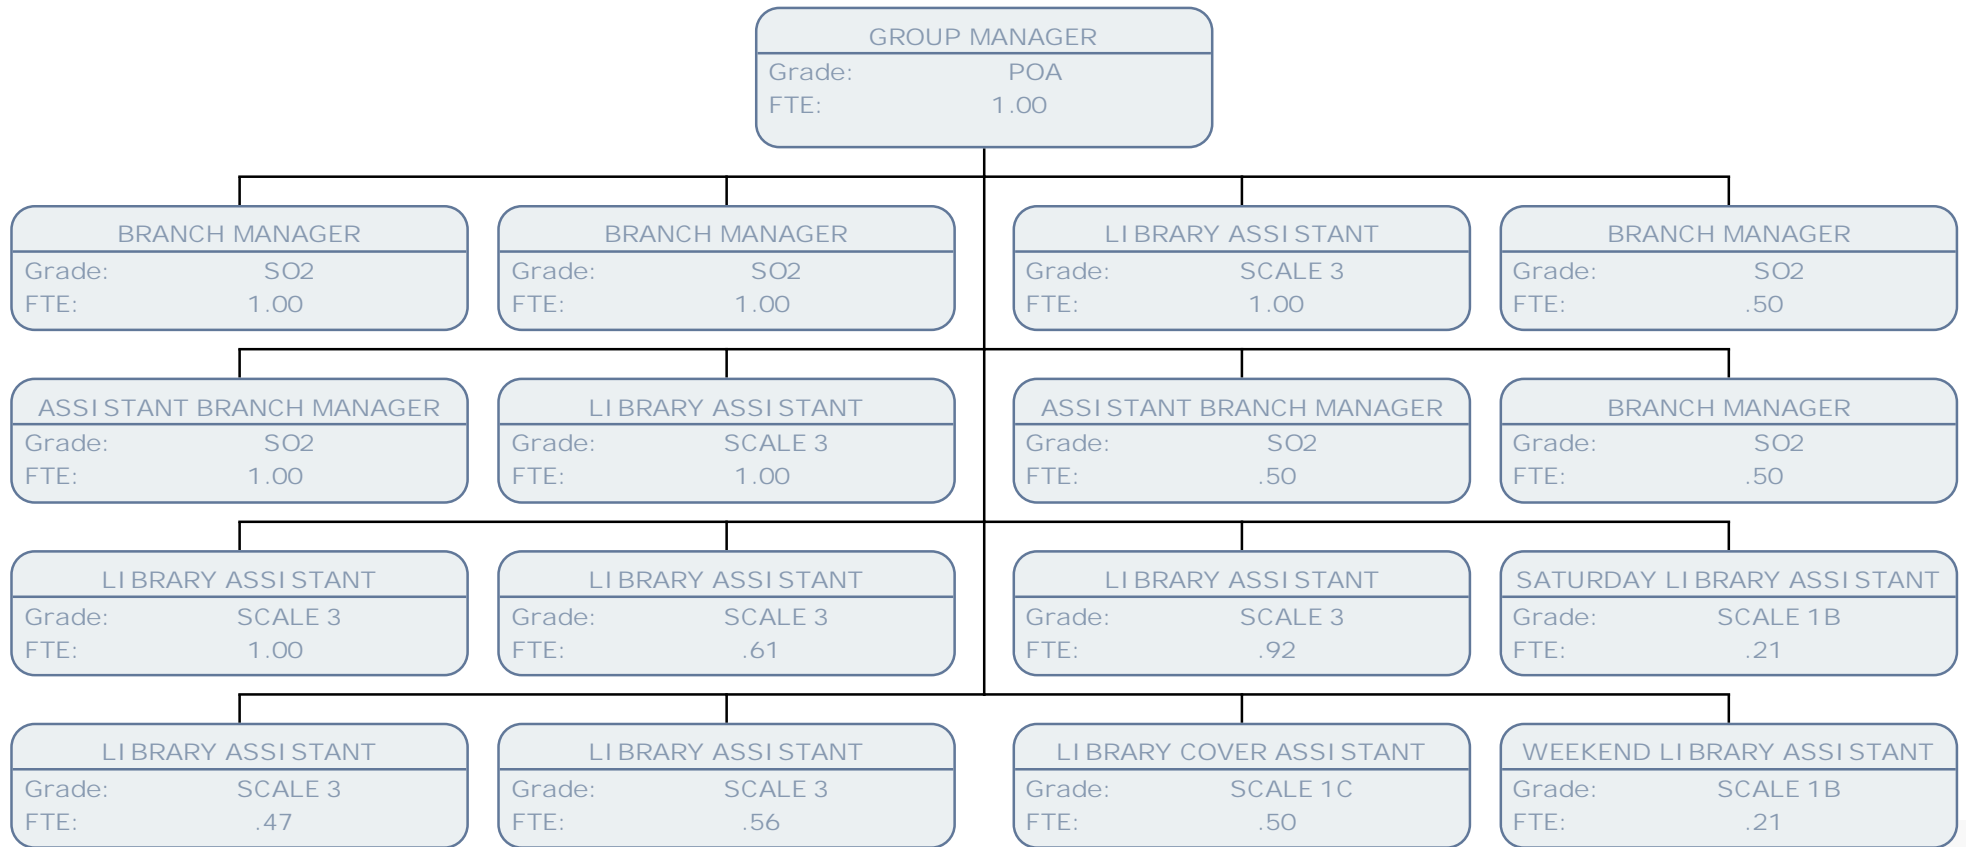 GROUP MANAGER
Grade: POA
FTE: 1.00
BRANCH MANAGER
Grade: SO2
FTE: 1.00
BRANCH MANAGER
Grade: SO2
FTE: 1.00
LIBRARY ASSISTANT
Grade: SCALE 3
FTE: 1.00
BRANCH MANAGER
Grade: SO2
FTE: .50
ASSISTANT BRANCH MANAGER
Grade: SO2
FTE: 1.00
LIBRARY ASSISTANT
Grade: SCALE 3
FTE: 1.00
ASSISTANT BRANCH MANAGER
Grade: SO2
FTE: .50
BRANCH MANAGER
Grade: SO2
FTE: .50
LIBRARY ASSISTANT
Grade: SCALE 3
FTE: 1.00
LIBRARY ASSISTANT
Grade: SCALE 3
FTE: .61
LIBRARY ASSISTANT
Grade: SCALE 3
FTE: .92
SATURDAY LIBRARY ASSISTANT
Grade: SCALE 1B
FTE: .21
LIBRARY ASSISTANT
Grade: SCALE 3
FTE: .47
LIBRARY ASSISTANT
Grade: SCALE 3
FTE: .56
LIBRARY COVER ASSISTANT
Grade: SCALE 1C
FTE: .50
WEEKEND LIBRARY ASSISTANT
Grade: SCALE 1B
FTE: .21